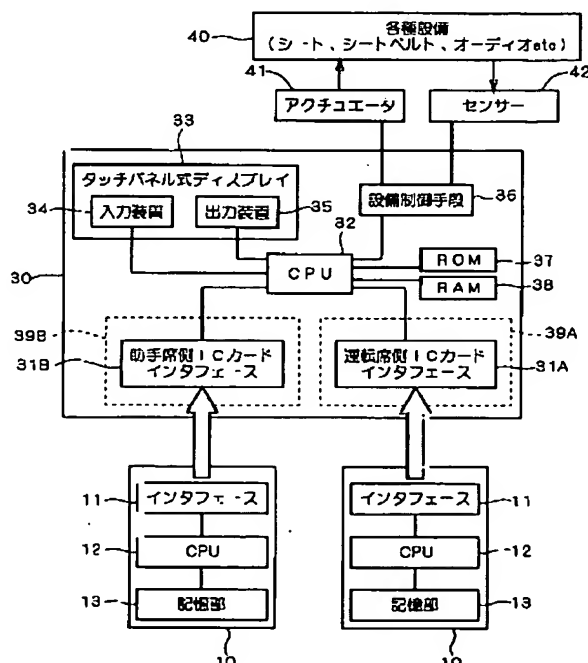 40
各種設備
(シート、シートベルト、オーディオetc)
41
42
アクチュエータ
センサー
33
タッチパネル式ディスプレイ
34
入力装置
出力装置
35
設備制御手段
36
32
CPU
ROM
37
RAM
38
30
39B
39A
助手席側ICカード
インタフェース
31B
運転席側ICカード
インタフェース
31A
11
インタフェース
インタフェース
11
12
CPU
CPU
12
13
記憶部
記憶部
13
10
10